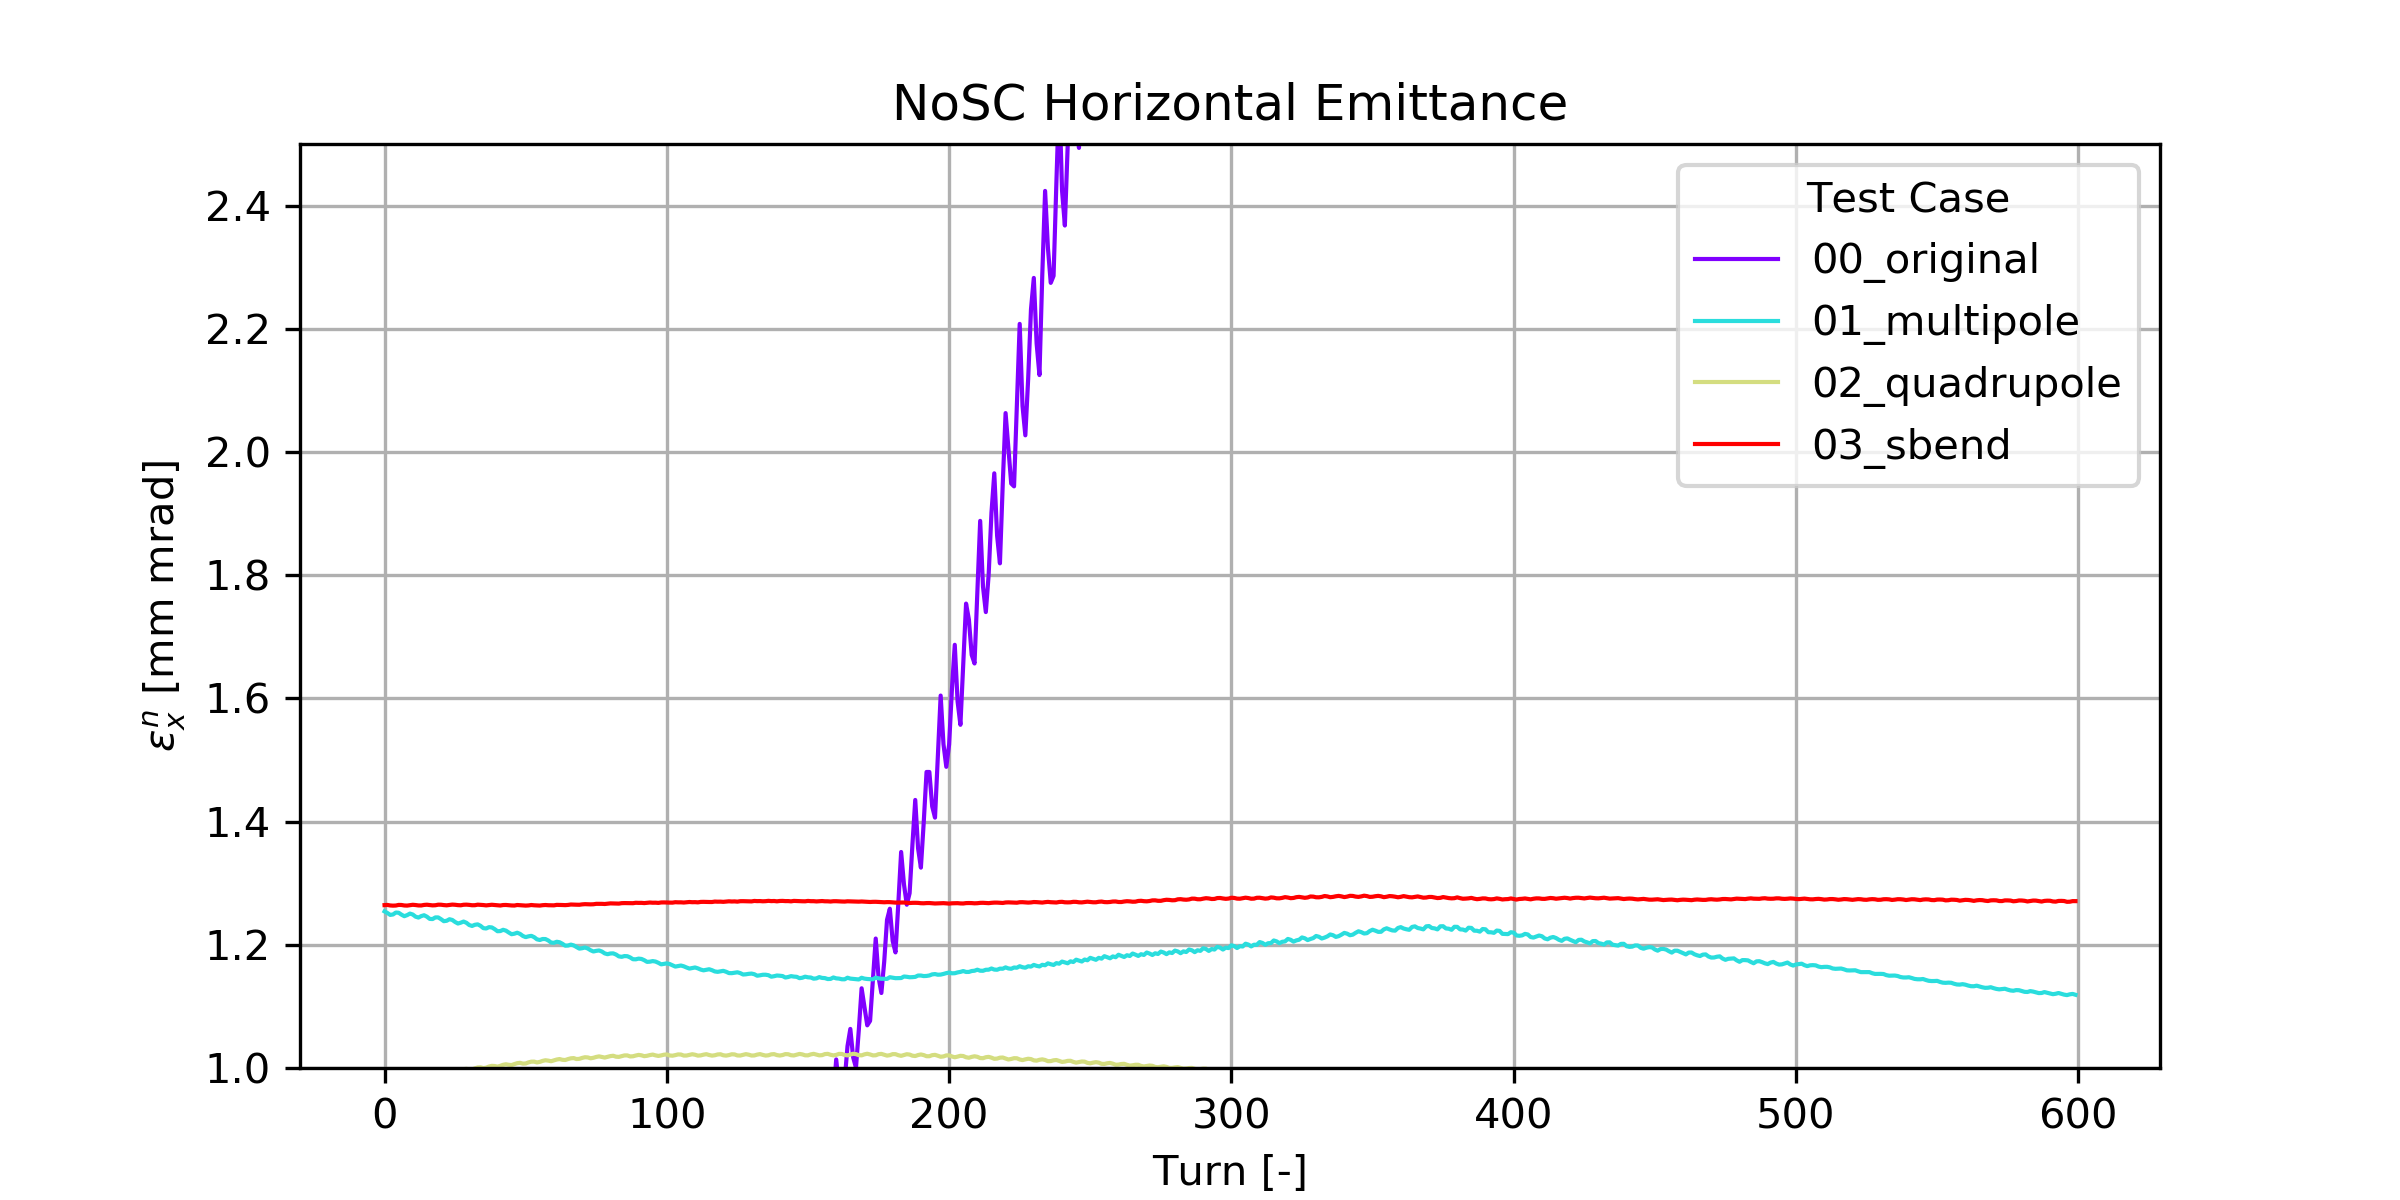 NoSC Horizontal Emittance
2.4
2.2
2.0
1.8
1.6
1.4
1.2
1.0
0 100 200 300 400 500 600
Turn [-]
εₓⁿ [mm mrad]
Test Case
00_original
01_multipole
02_quadrupole
03_sbend